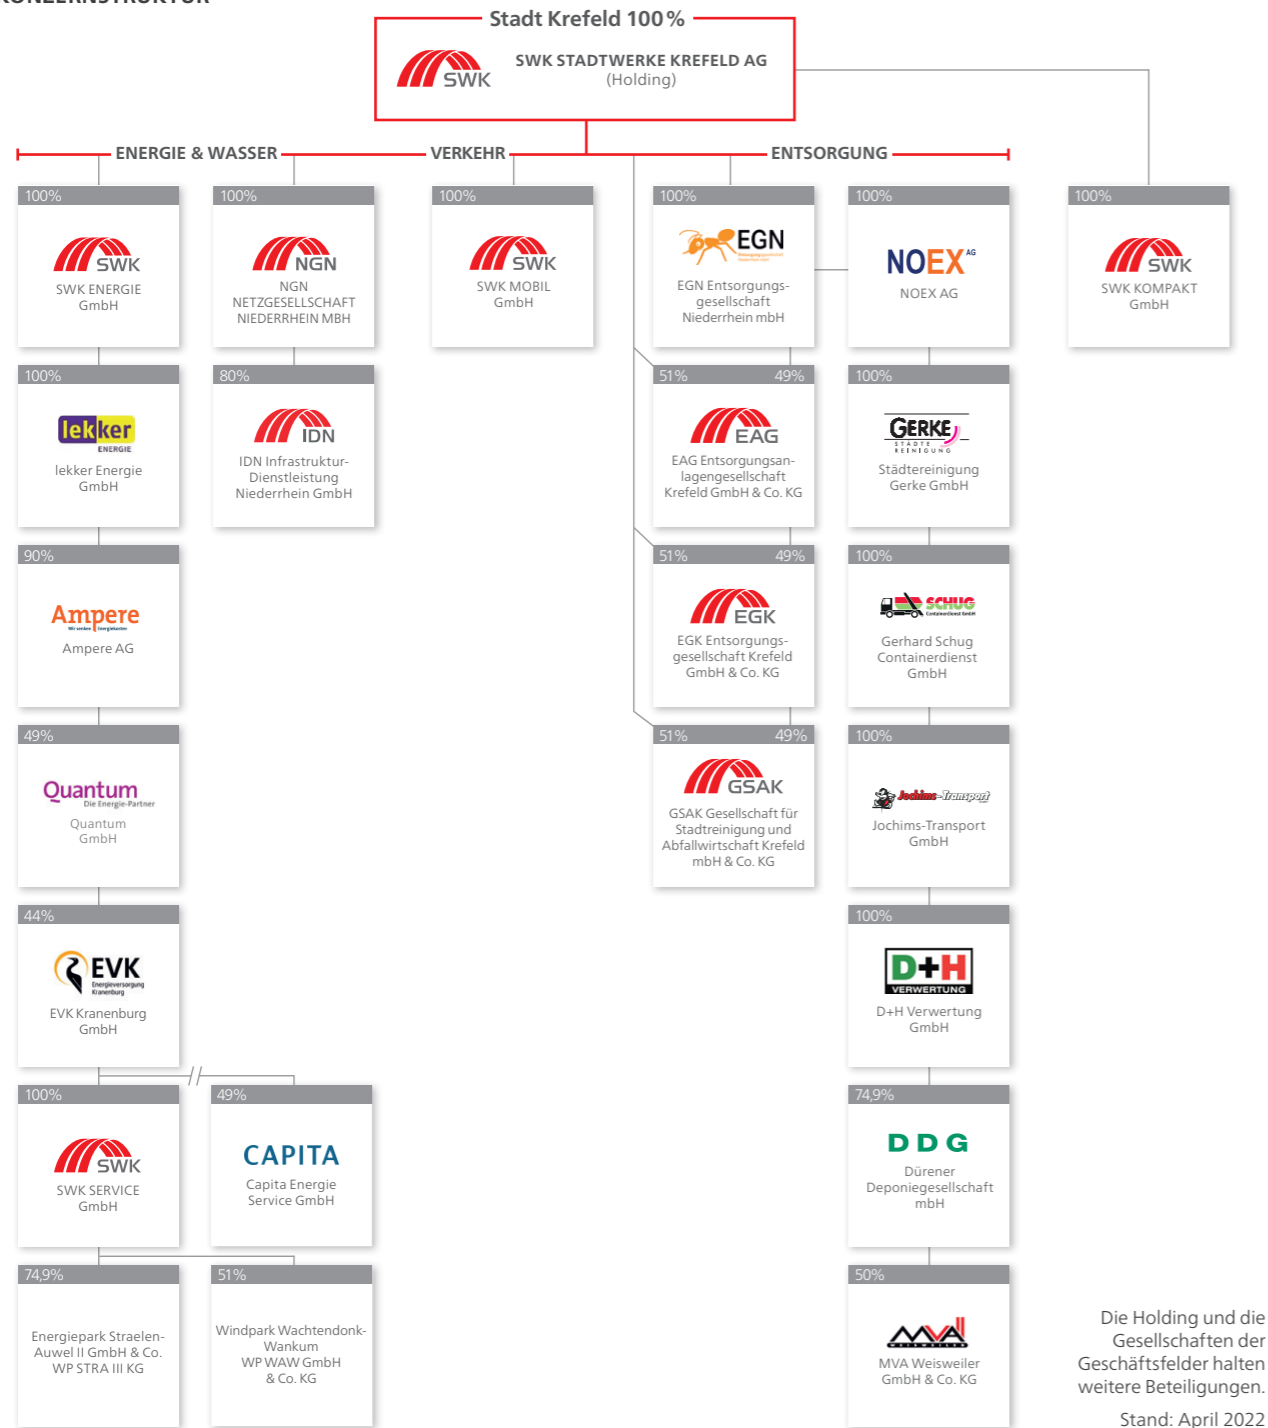 KONZERNSTRUKTUR
Stadt Krefeld 100 %
SWK
SWK STADTWERKE KREFELD AG
(Holding)
ENERGIE & WASSER
VERKEHR
ENTSORGUNG
100%
SWK
SWK ENERGIE
GmbH
100%
NGN
NGN
NETZGESELLSCHAFT
NIEDERRHEIN MBH
100%
SWK
SWK MOBIL
GmbH
100%
EGN
EGN Entsorgungs-
gesellschaft
Niederrhein mbH
100%
NOEX AG
NOEX AG
100%
SWK
SWK KOMPAKT
GmbH
100%
lekker
ENERGIE
lekker Energie
GmbH
80%
IDN
IDN Infrastruktur-
Dienstleistung
Niederrhein GmbH
51% 49%
EAG
EAG Entsorgungsan-
lagengesellschaft
Krefeld GmbH & Co. KG
100%
GERKE
STÄDTE
REINIGUNG
Städtereinigung
Gerke GmbH
90%
Ampere
Wir senken Energiekosten
Ampere AG
51% 49%
EGK
EGK Entsorgungs-
gesellschaft Krefeld
GmbH & Co. KG
100%
SCHUG
Containerdienst GmbH
Gerhard Schug
Containerdienst
GmbH
49%
Quantum
Die Energie-Partner
Quantum
GmbH
51% 49%
GSAK
GSAK Gesellschaft für
Stadtreinigung und
Abfallwirtschaft Krefeld
mbH & Co. KG
100%
Jochims-Transport
Jochims-Transport
GmbH
44%
EVK
Energieversorgung
Kranenburg
EVK Kranenburg
GmbH
100%
D+H
VERWERTUNG
D+H Verwertung
GmbH
100%
SWK
SWK SERVICE
GmbH
49%
CAPITA
Capita Energie
Service GmbH
74,9%
DDG
Dürener
Deponiegesellschaft
mbH
74,9%
Energiepark Straelen-
Auwel II GmbH & Co.
WP STRA III KG
51%
Windpark Wachtendonk-
Wankum
WP WAW GmbH
& Co. KG
50%
MVA
WEISWEILER
MVA Weisweiler
GmbH & Co. KG
Die Holding und die
Gesellschaften der
Geschäftsfelder halten
weitere Beteiligungen.
Stand: April 2022